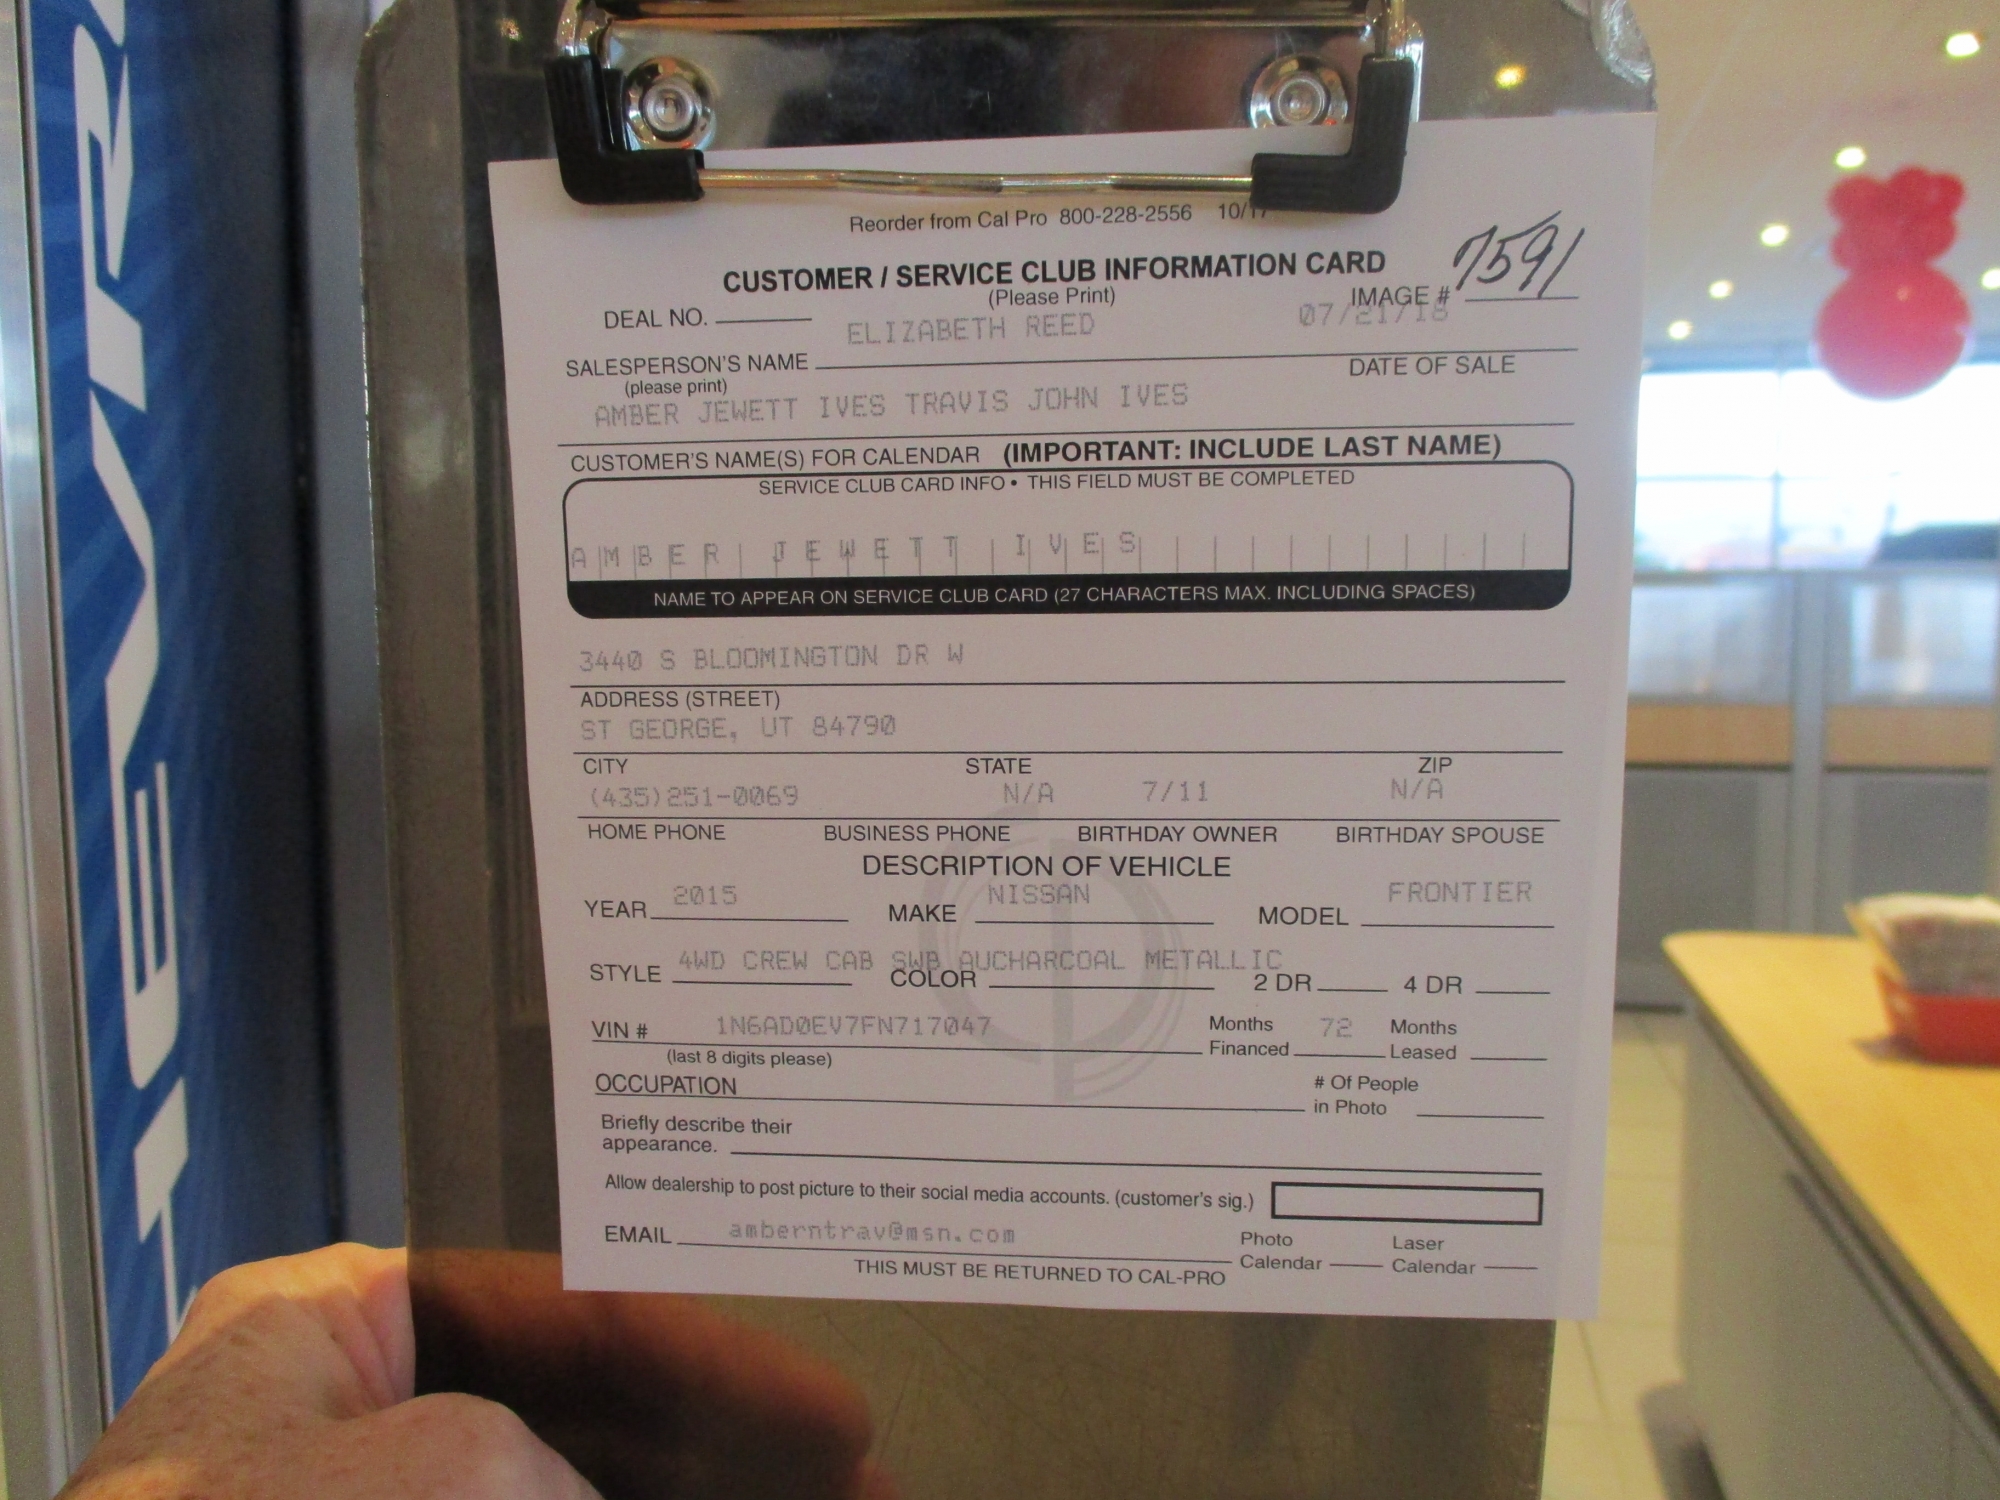 CHEVR
Reorder from Cal Pro 800-228-2556 10/17
CUSTOMER / SERVICE CLUB INFORMATION CARD
(Please Print)
IMAGE # 7591
DEAL NO.
ELIZABETH REED 07/21/18
SALESPERSON'S NAME DATE OF SALE
(please print)
AMBER JEWETT IVES TRAVIS JOHN IVES
CUSTOMER'S NAME(S) FOR CALENDAR (IMPORTANT: INCLUDE LAST NAME)
SERVICE CLUB CARD INFO • THIS FIELD MUST BE COMPLETED
AMBER JEWETT IVES
NAME TO APPEAR ON SERVICE CLUB CARD (27 CHARACTERS MAX. INCLUDING SPACES)
3440 S BLOOMINGTON DR W
ADDRESS (STREET)
ST GEORGE, UT 84790
CITY STATE ZIP
(435)251-0069 N/A 7/11 N/A
HOME PHONE BUSINESS PHONE BIRTHDAY OWNER BIRTHDAY SPOUSE
DESCRIPTION OF VEHICLE
YEAR 2015 MAKE NISSAN MODEL FRONTIER
4WD CREW CAB SWB AUCHARCOAL METALLIC
STYLE COLOR 2 DR 4 DR
VIN # 1N6AD0EV7FN717047 Months Financed 72 Months Leased
(last 8 digits please)
OCCUPATION # Of People in Photo
Briefly describe their
appearance.
Allow dealership to post picture to their social media accounts. (customer's sig.)
EMAIL amberntrav@msn.com Photo Calendar Laser Calendar
THIS MUST BE RETURNED TO CAL-PRO